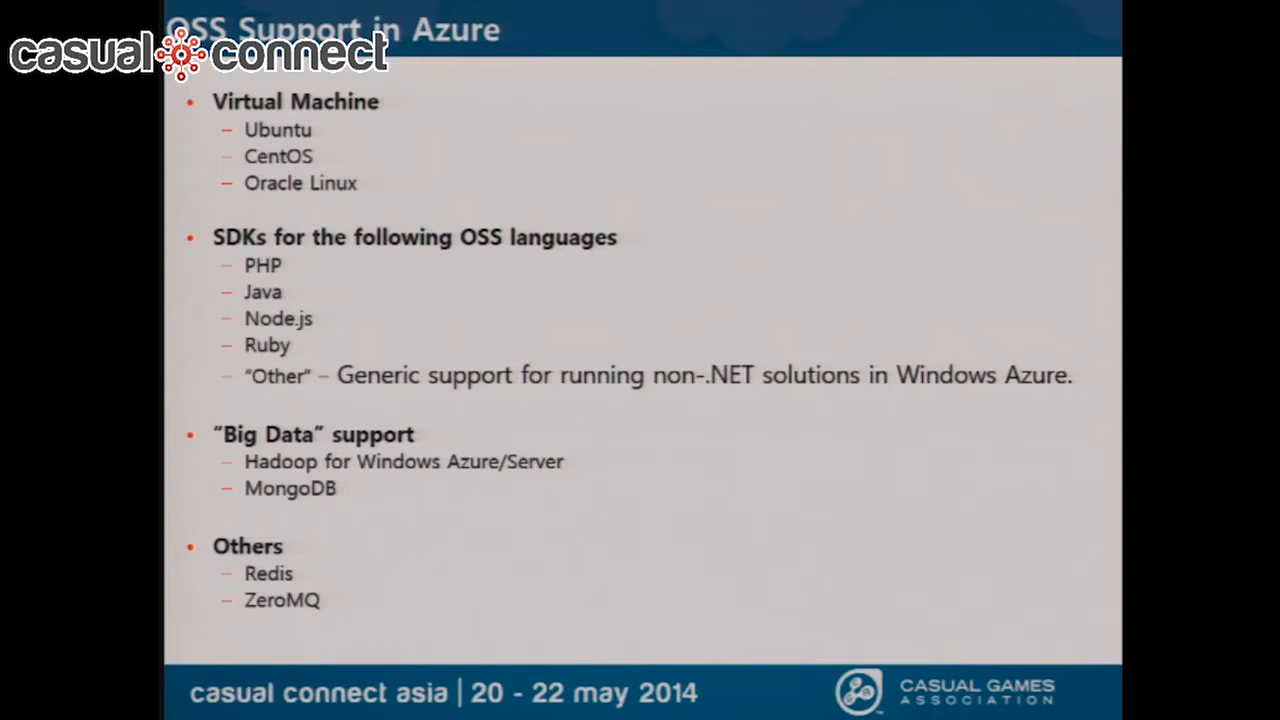 OSS Support in Azure
casual connect
• Virtual Machine
– Ubuntu
– CentOS
– Oracle Linux
• SDKs for the following OSS languages
– PHP
– Java
– Node.js
– Ruby
– “Other” – Generic support for running non-.NET solutions in Windows Azure.
• “Big Data” support
– Hadoop for Windows Azure/Server
– MongoDB
• Others
– Redis
– ZeroMQ
casual connect asia | 20 - 22 may 2014
CASUAL GAMES
ASSOCIATION